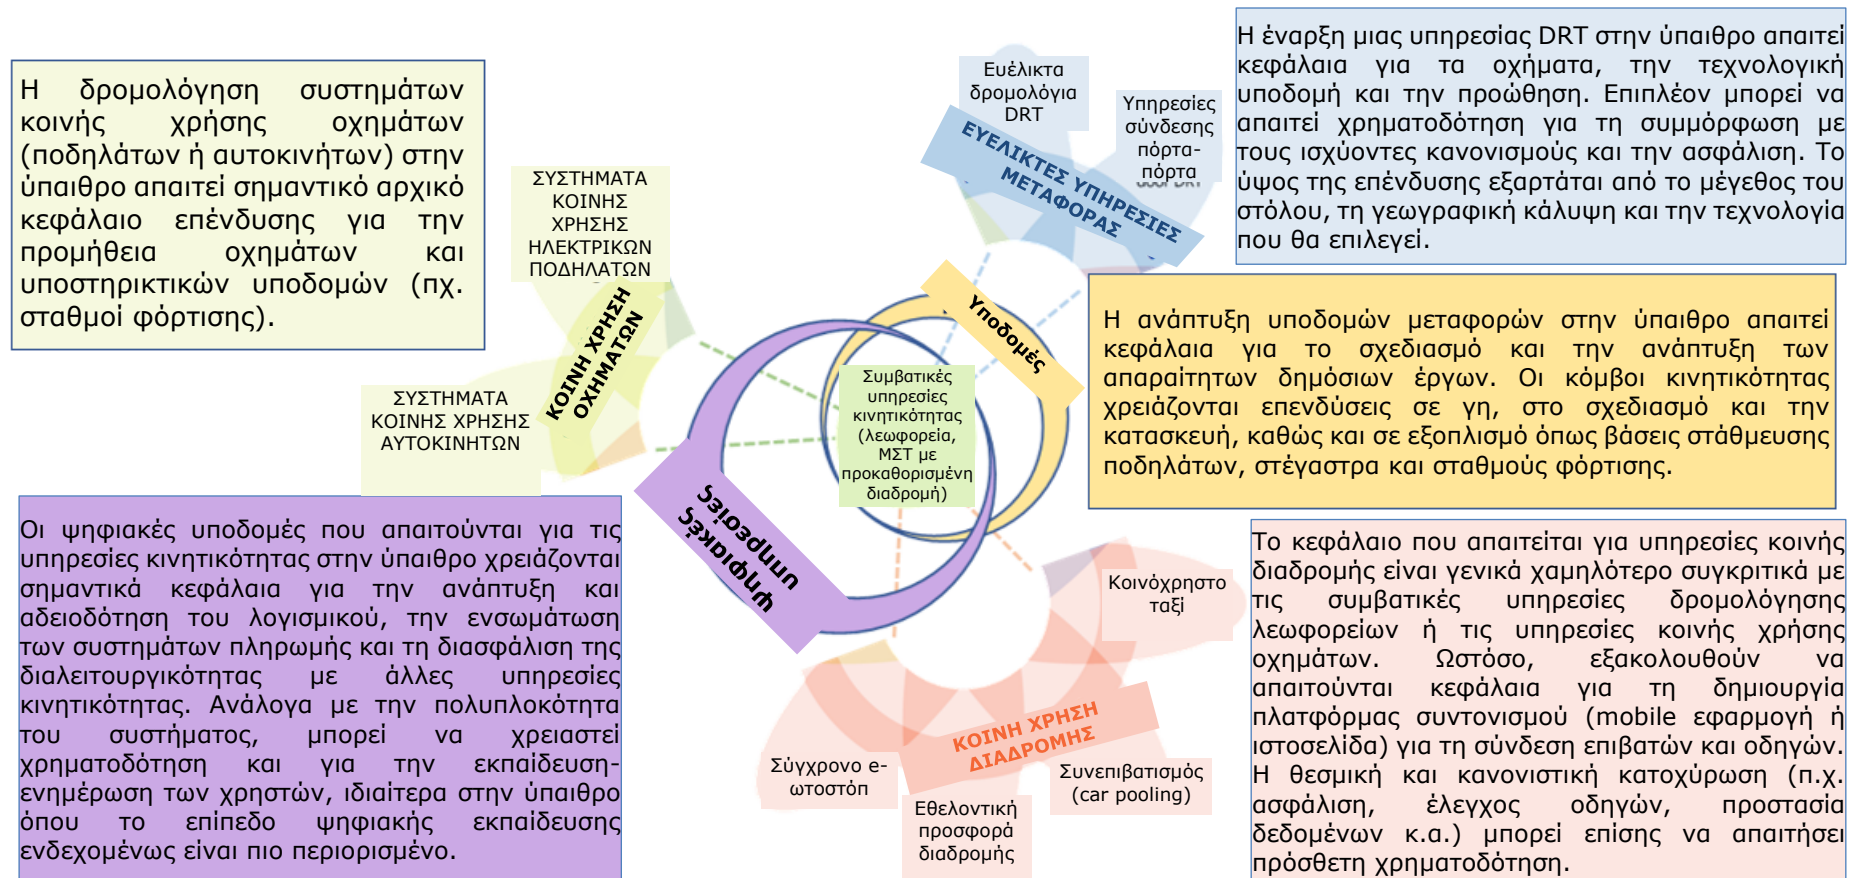 Η δρομολόγηση συστημάτων
κοινής χρήσης οχημάτων
(ποδηλάτων ή αυτοκινήτων) στην
ύπαιθρο απαιτεί σημαντικό αρχικό
κεφάλαιο επένδυσης για την
προμήθεια οχημάτων και
υποστηρικτικών υποδομών (πχ.
σταθμοί φόρτισης).
ΣΥΣΤΗΜΑΤΑ
ΚΟΙΝΗΣ
ΧΡΗΣΗΣ
ΗΛΕΚΤΡΙΚΩΝ
ΠΟΔΗΛΑΤΩΝ
ΚΟΙΝΗ ΧΡΗΣΗ
ΟΧΗΜΑΤΩΝ
ΣΥΣΤΗΜΑΤΑ
ΚΟΙΝΗΣ ΧΡΗΣΗΣ
ΑΥΤΟΚΙΝΗΤΩΝ
Ευέλικτα
δρομολόγια
DRT
Υπηρεσίες
σύνδεσης
πόρτα-
πόρτα
ΕΥΕΛΙΚΤΕΣ ΥΠΗΡΕΣΙΕΣ
ΜΕΤΑΦΟΡΑΣ
Η έναρξη μιας υπηρεσίας DRT στην ύπαιθρο απαιτεί
κεφάλαια για τα οχήματα, την τεχνολογική
υποδομή και την προώθηση. Επιπλέον μπορεί να
απαιτεί χρηματοδότηση για τη συμμόρφωση με
τους ισχύοντες κανονισμούς και την ασφάλιση. Το
ύψος της επένδυσης εξαρτάται από το μέγεθος του
στόλου, τη γεωγραφική κάλυψη και την τεχνολογία
που θα επιλεγεί.
Υποδομές
Η ανάπτυξη υποδομών μεταφορών στην ύπαιθρο απαιτεί
κεφάλαια για το σχεδιασμό και την ανάπτυξη των
απαραίτητων δημόσιων έργων. Οι κόμβοι κινητικότητας
χρειάζονται επενδύσεις σε γη, στο σχεδιασμό και την
κατασκευή, καθώς και σε εξοπλισμό όπως βάσεις στάθμευσης
ποδηλάτων, στέγαστρα και σταθμούς φόρτισης.
Συμβατικές
υπηρεσίες
κινητικότητας
(λεωφορεία,
ΜΣΤ με
προκαθορισμένη
διαδρομή)
ψηφιακές
υπηρεσίες
Οι ψηφιακές υποδομές που απαιτούνται για τις
υπηρεσίες κινητικότητας στην ύπαιθρο χρειάζονται
σημαντικά κεφάλαια για την ανάπτυξη και
αδειοδότηση του λογισμικού, την ενσωμάτωση
των συστημάτων πληρωμής και τη διασφάλιση της
διαλειτουργικότητας με άλλες υπηρεσίες
κινητικότητας. Ανάλογα με την πολυπλοκότητα
του συστήματος, μπορεί να χρειαστεί
χρηματοδότηση και για την εκπαίδευση-
ενημέρωση των χρηστών, ιδιαίτερα στην ύπαιθρο
όπου το επίπεδο ψηφιακής εκπαίδευσης
ενδεχομένως είναι πιο περιορισμένο.
Κοινόχρηστο
ταξί
ΚΟΙΝΗ ΧΡΗΣΗ
ΔΙΑΔΡΟΜΗΣ
Σύγχρονο e-
ωτοστόπ
Εθελοντική
προσφορά
διαδρομής
Συνεπιβατισμός
(car pooling)
Το κεφάλαιο που απαιτείται για υπηρεσίες κοινής
διαδρομής είναι γενικά χαμηλότερο συγκριτικά με
τις συμβατικές υπηρεσίες δρομολόγησης
λεωφορείων ή τις υπηρεσίες κοινής χρήσης
οχημάτων. Ωστόσο, εξακολουθούν να
απαιτούνται κεφάλαια για τη δημιουργία
πλατφόρμας συντονισμού (mobile εφαρμογή ή
ιστοσελίδα) για τη σύνδεση επιβατών και οδηγών.
Η θεσμική και κανονιστική κατοχύρωση (π.χ.
ασφάλιση, έλεγχος οδηγών, προστασία
δεδομένων κ.α.) μπορεί επίσης να απαιτήσει
πρόσθετη χρηματοδότηση.